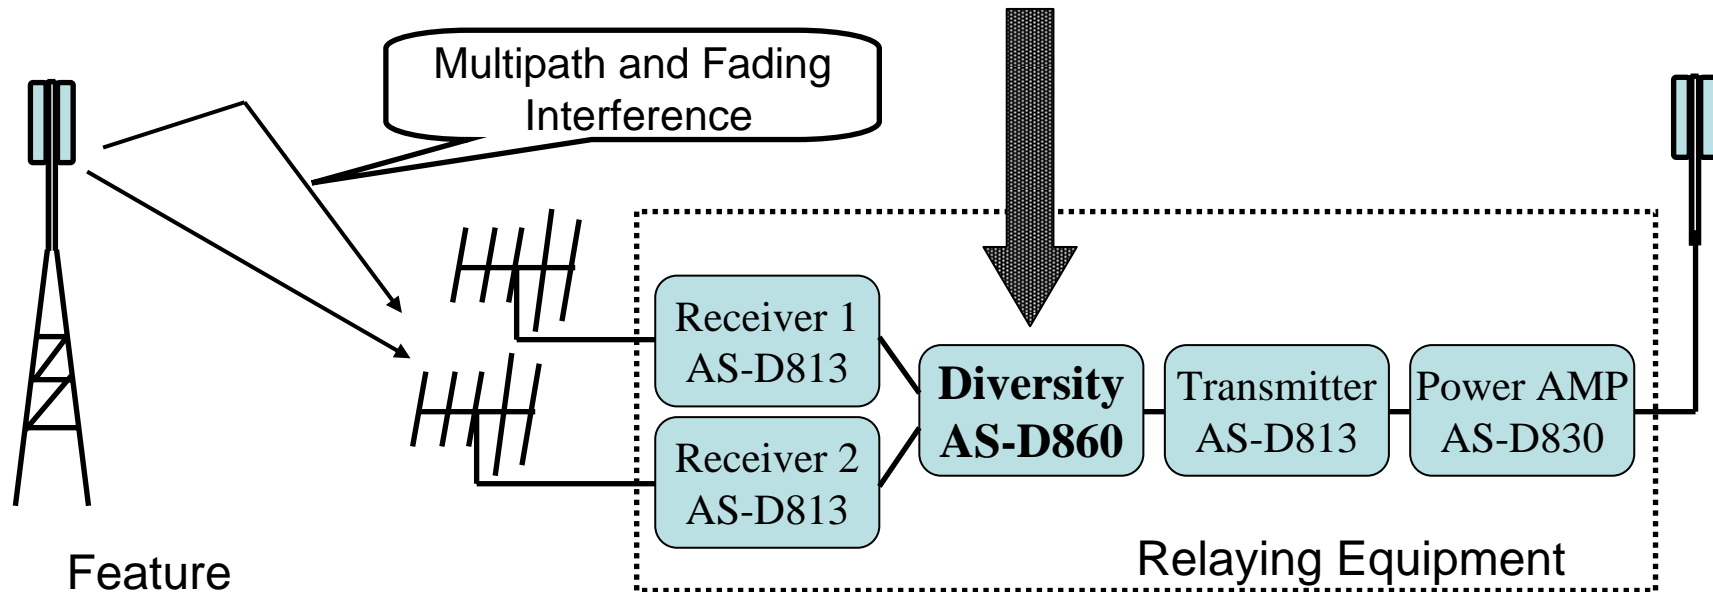 Multipath and Fading
Interference
Receiver 1
AS-D813
Receiver 2
AS-D813
Diversity
AS-D860
Transmitter
AS-D813
Power AMP
AS-D830
Relaying Equipment
Feature